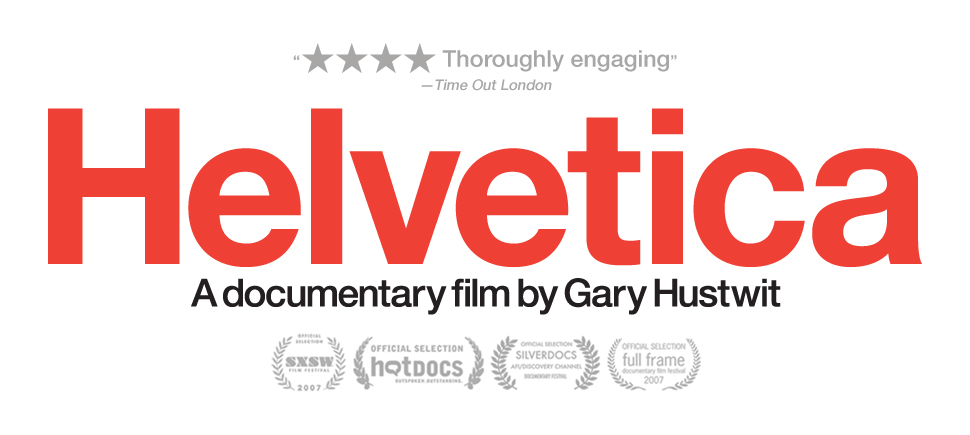 “★★★★ Thoroughly engaging”
—Time Out London
Helvetica
A documentary film by Gary Hustwit
OFFICIAL
SELECTION
SXSW
FILM FESTIVAL
2007
OFFICIAL SELECTION
hotDOCS
OUTSPOKEN. OUTSTANDING.
OFFICIAL SELECTION
SILVERDOCS
AFI/DISCOVERY CHANNEL
DOCUMENTARY FESTIVAL
OFFICIAL SELECTION
full frame
documentary film festival
2007